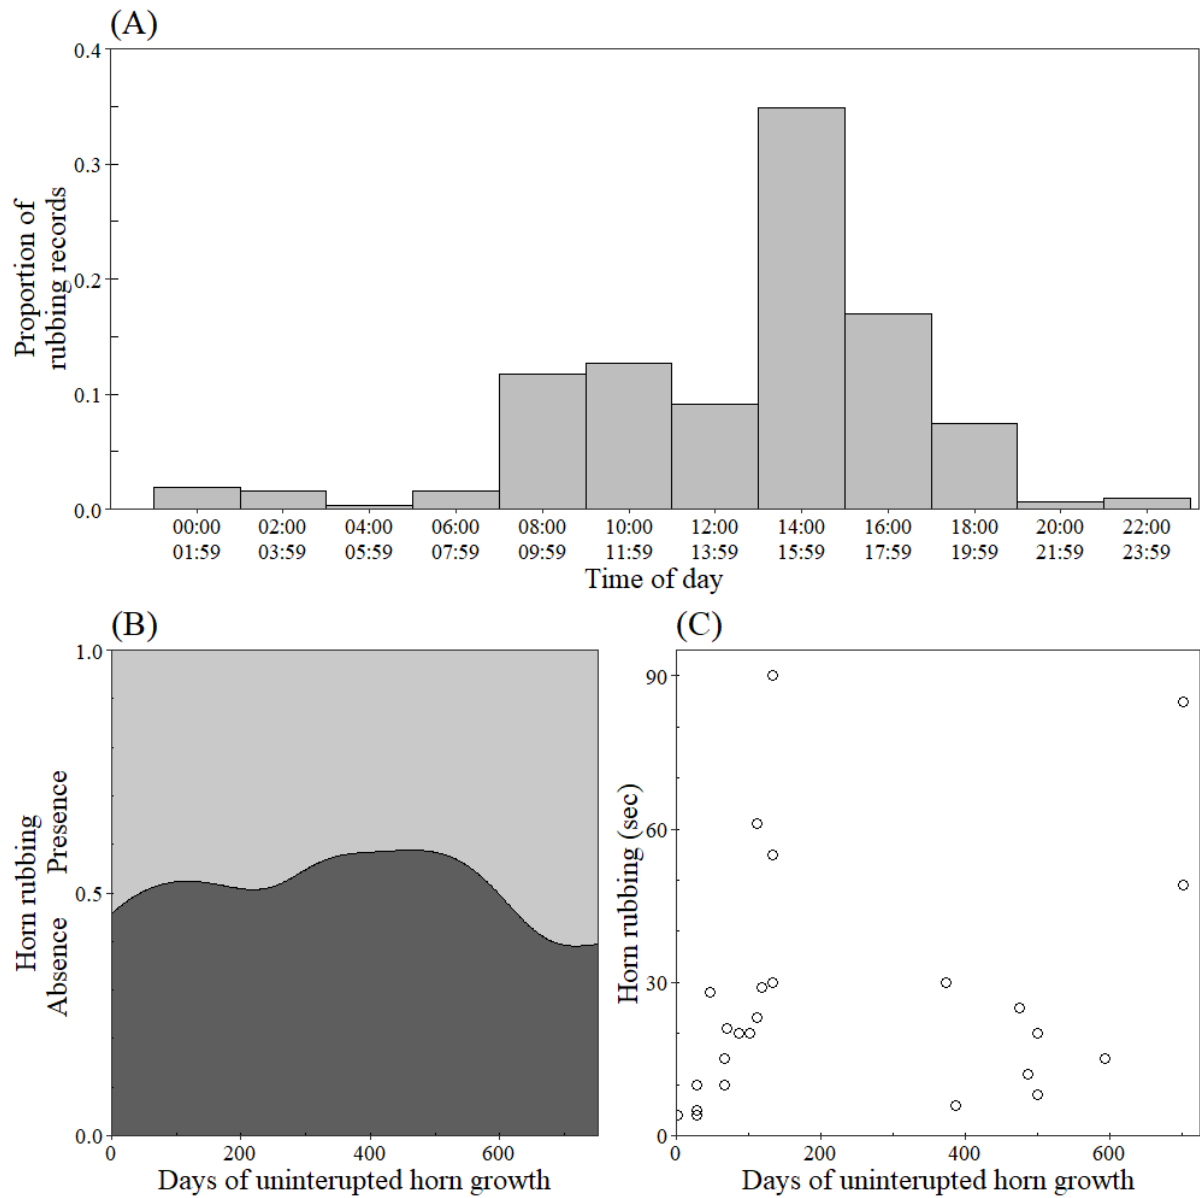 (A)
0.4
0.3
0.2
0.1
0.0
Proportion of
rubbing records
00:00 02:00 04:00 06:00 08:00 10:00 12:00 14:00 16:00 18:00 20:00 22:00
01:59 03:59 05:59 07:59 09:59 11:59 13:59 15:59 17:59 19:59 21:59 23:59
Time of day
(B)
1.0
0.5
0.0
Horn rubbing
Absence Presence
0 200 400 600
Days of uninterupted horn growth
(C)
90
60
30
0
Horn rubbing (sec)
0 200 400 600
Days of uninterupted horn growth